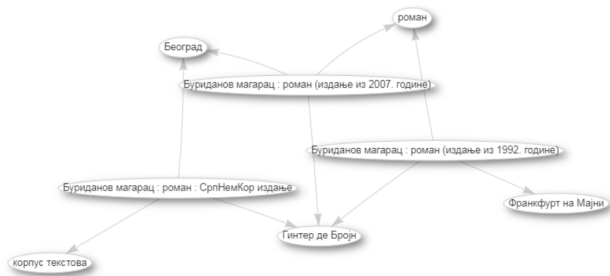 роман
Београд
Буриданов магарац : роман (издање из 2007. године)
Буриданов магарац : роман (издање из 1992. године)
Буриданов магарац : роман : СрпНемКор издање
Франкфурт на Мајни
Гинтер де Бројн
корпус текстова